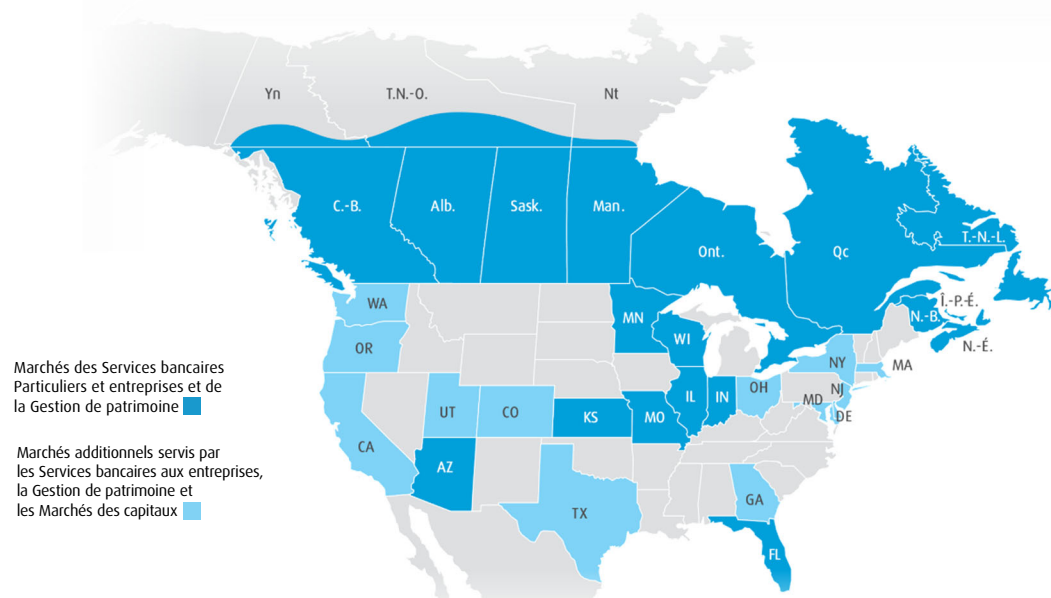 Yn
T.N.-O.
Nt
C.-B.
Alb.
Sask.
Man.
Ont.
Qc
T.-N.-L.
Î.-P.-É.
N.-B.
N.-É.
WA
MN
OR
WI
NY
MA
Marchés des Services bancaires
Particuliers et entreprises et de
la Gestion de patrimoine
UT
CO
KS
MO
IL
IN
OH
NJ
MD
DE
CA
AZ
Marchés additionnels servis par
les Services bancaires aux entreprises,
la Gestion de patrimoine et
les Marchés des capitaux
TX
GA
FL